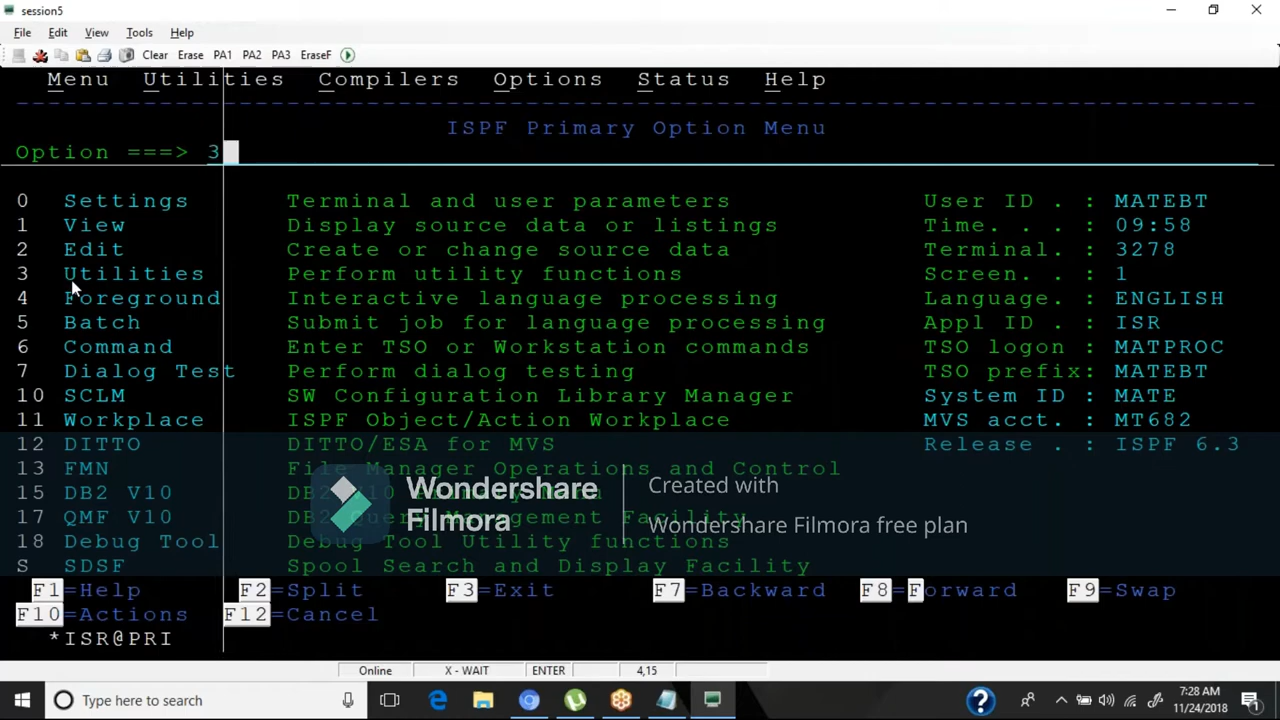 session5
File Edit View Tools Help
Clear Erase PA1 PA2 PA3 EraseF
Menu Utilities Compilers Options Status Help
ISPF Primary Option Menu
Option ===> 3
0 Settings Terminal and user parameters User ID . : MATEBT
1 View Display source data or listings Time. . . : 09:58
2 Edit Create or change source data Terminal. : 3278
3 Utilities Perform utility functions Screen. . : 1
4 Foreground Interactive language processing Language. : ENGLISH
5 Batch Submit job for language processing Appl ID . : ISR
6 Command Enter TSO or Workstation commands TSO logon : MATPROC
7 Dialog Test Perform dialog testing TSO prefix: MATEBT
10 SCLM SW Configuration Library Manager System ID : MATE
11 Workplace ISPF Object/Action Workplace MVS acct. : MT682
12 DITTO DITTO/ESA for MVS Release . : ISPF 6.3
13 FMN File Manager Operations and Control
15 DB2 V10 DB2 V10 Primary Menu
17 QMF V10 DB2 Query Management Facility
18 Debug Tool Debug Tool Utility functions
S SDSF Spool Search and Display Facility
Wondershare Filmora
Created with
Wondershare Filmora free plan
F1=Help F2=Split F3=Exit F7=Backward F8=Forward F9=Swap
F10=Actions F12=Cancel
*ISR@PRI
Online X - WAIT ENTER 4,15
Type here to search
7:28 AM
11/24/2018